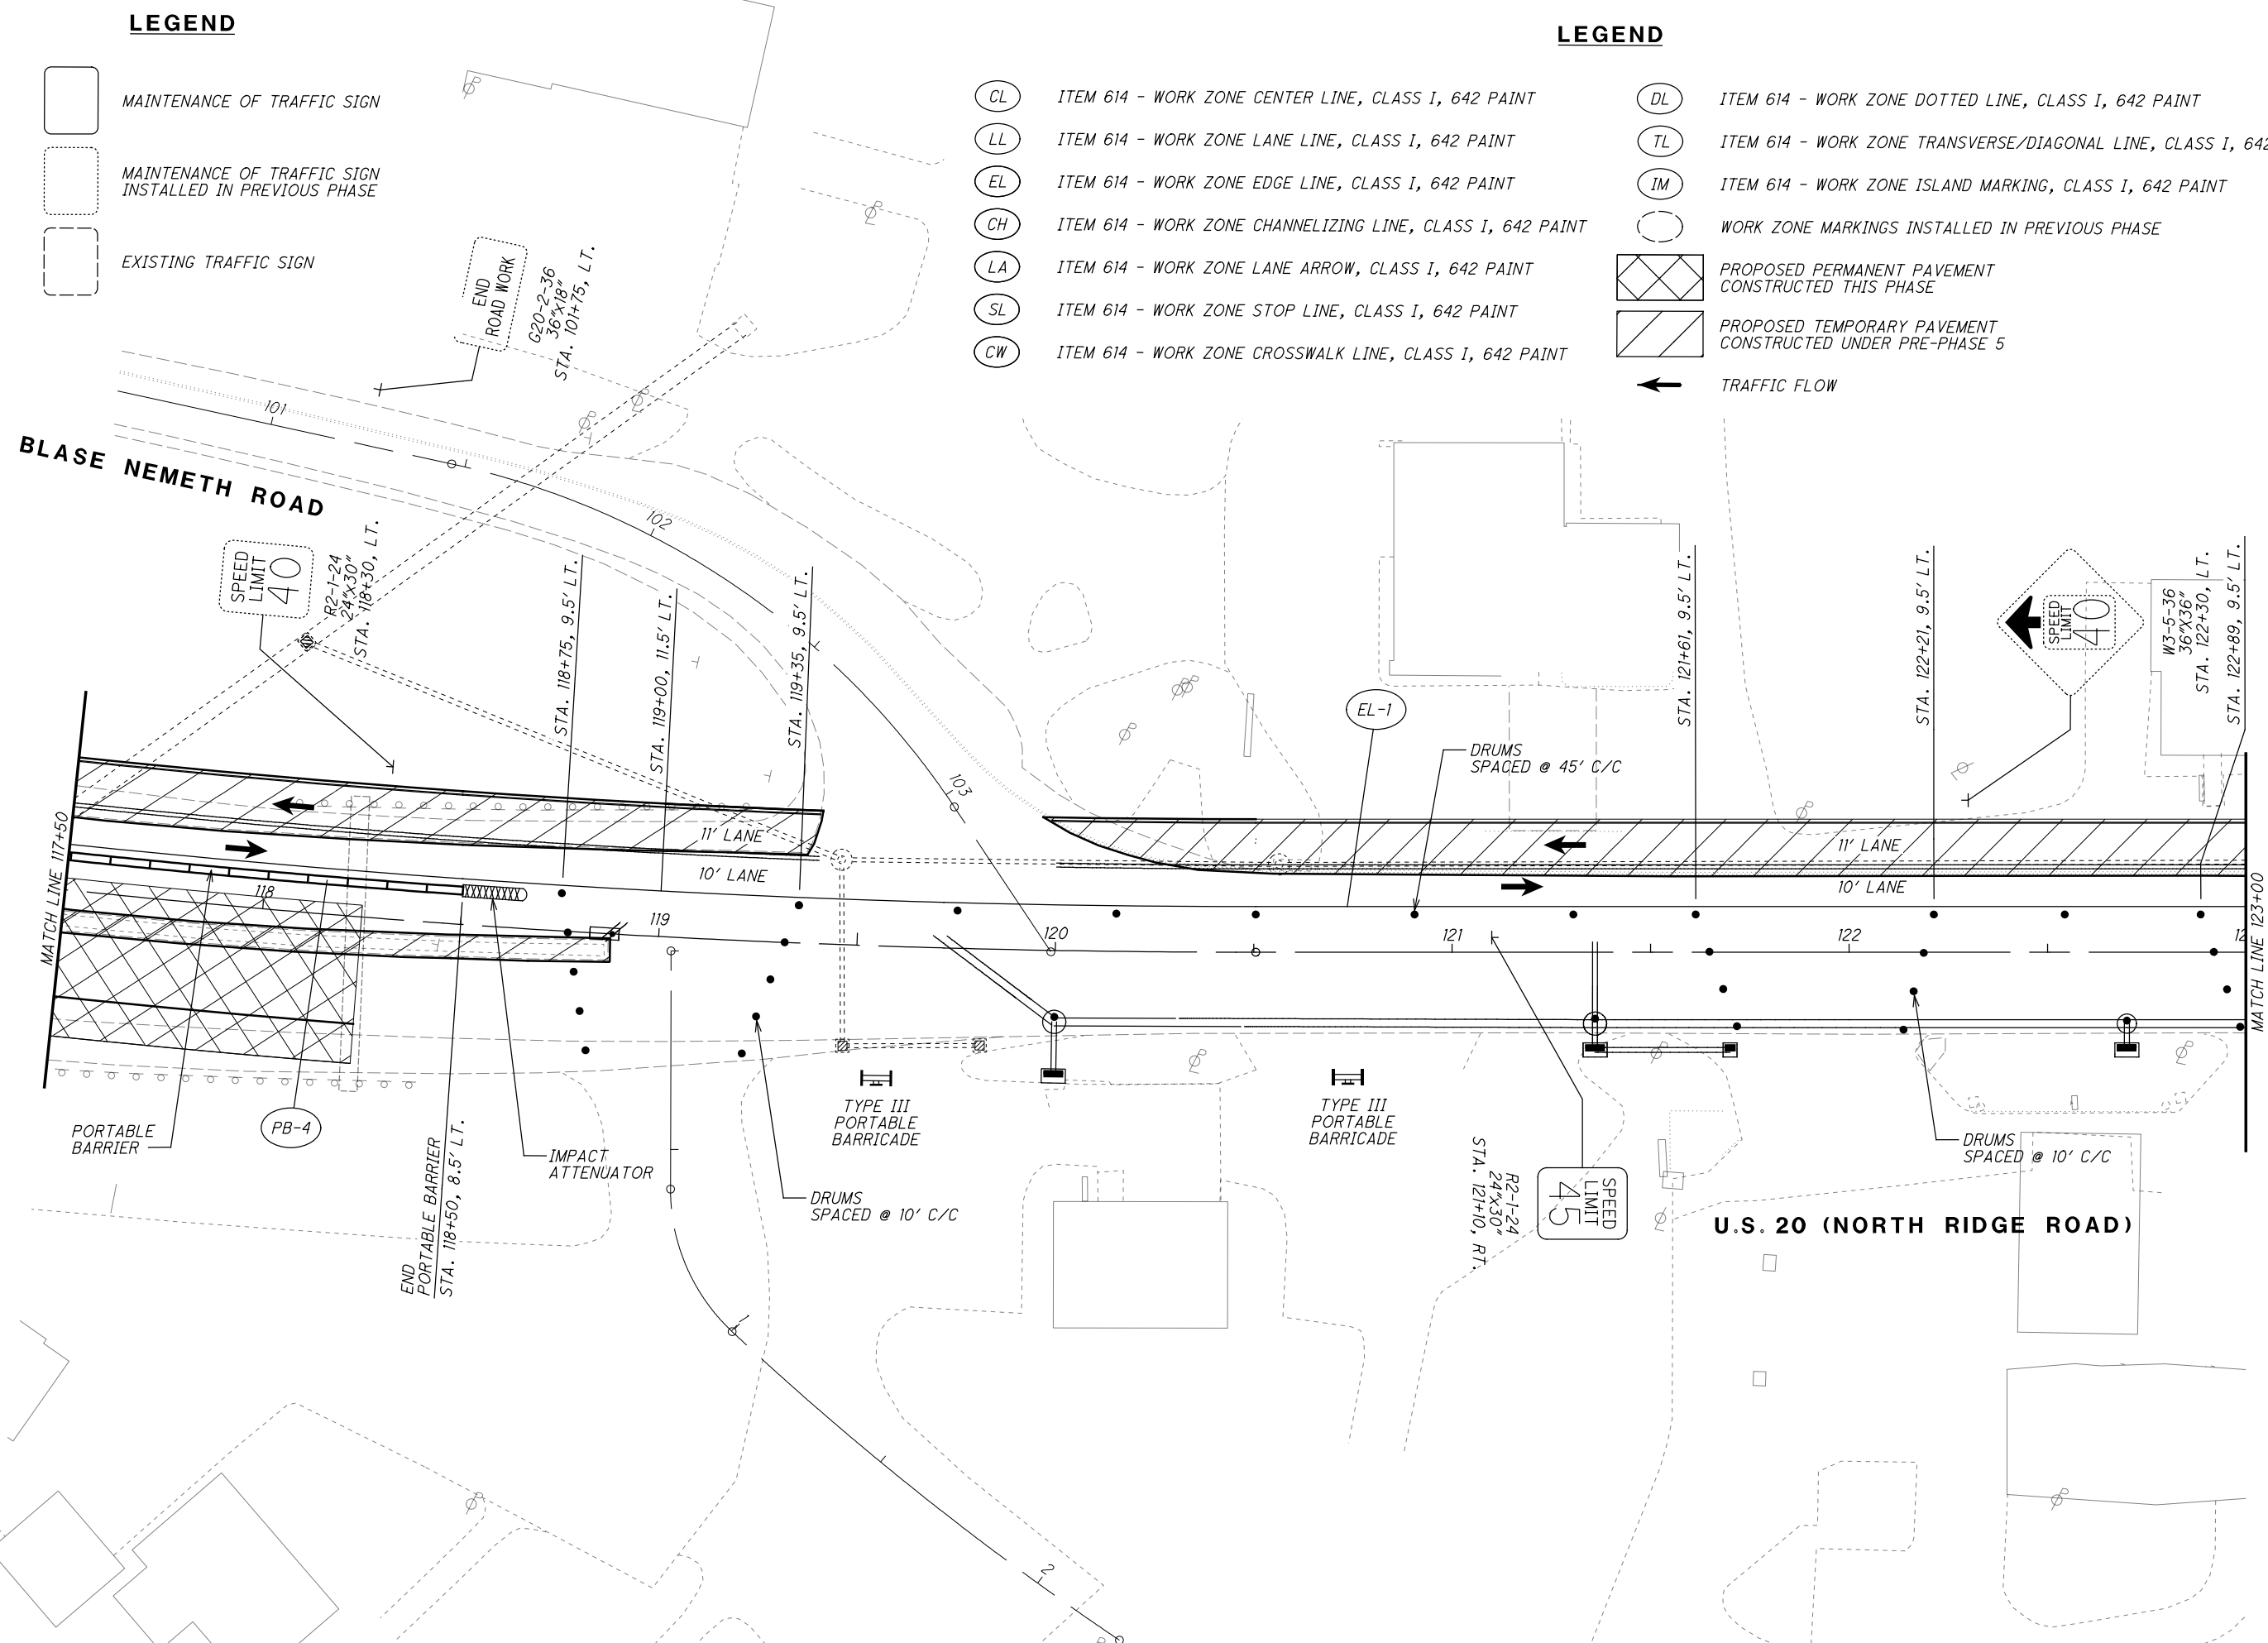 LEGEND
MAINTENANCE OF TRAFFIC SIGN
MAINTENANCE OF TRAFFIC SIGN
INSTALLED IN PREVIOUS PHASE
EXISTING TRAFFIC SIGN
LEGEND
CL ITEM 614 - WORK ZONE CENTER LINE, CLASS I, 642 PAINT
LL ITEM 614 - WORK ZONE LANE LINE, CLASS I, 642 PAINT
EL ITEM 614 - WORK ZONE EDGE LINE, CLASS I, 642 PAINT
CH ITEM 614 - WORK ZONE CHANNELIZING LINE, CLASS I, 642 PAINT
LA ITEM 614 - WORK ZONE LANE ARROW, CLASS I, 642 PAINT
SL ITEM 614 - WORK ZONE STOP LINE, CLASS I, 642 PAINT
CW ITEM 614 - WORK ZONE CROSSWALK LINE, CLASS I, 642 PAINT
DL ITEM 614 - WORK ZONE DOTTED LINE, CLASS I, 642 PAINT
TL ITEM 614 - WORK ZONE TRANSVERSE/DIAGONAL LINE, CLASS I, 642
IM ITEM 614 - WORK ZONE ISLAND MARKING, CLASS I, 642 PAINT
WORK ZONE MARKINGS INSTALLED IN PREVIOUS PHASE
PROPOSED PERMANENT PAVEMENT
CONSTRUCTED THIS PHASE
PROPOSED TEMPORARY PAVEMENT
CONSTRUCTED UNDER PRE-PHASE 5
TRAFFIC FLOW
END
ROAD WORK
G20-2-36
36"X18"
STA. 101+75, LT.
101
BLASE NEMETH ROAD
102
103
SPEED
LIMIT
40
R2-1-24
24"X30"
STA. 118+30, LT.
STA. 118+75, 9.5' LT.
STA. 119+00, 11.5' LT.
STA. 119+35, 9.5' LT.
EL-1
DRUMS
SPACED @ 45' C/C
STA. 121+61, 9.5' LT.
STA. 122+21, 9.5' LT.
SPEED
LIMIT
40
W3-5-36
36"X36"
STA. 122+30, LT.
STA. 122+89, 9.5' LT.
MATCH LINE 117+50
11' LANE
10' LANE
11' LANE
10' LANE
118
119
120
121
122
12
MATCH LINE 123+00
PORTABLE
BARRIER
PB-4
END
PORTABLE BARRIER
STA. 118+50, 8.5' LT.
IMPACT
ATTENUATOR
DRUMS
SPACED @ 10' C/C
TYPE III
PORTABLE
BARRICADE
TYPE III
PORTABLE
BARRICADE
SPEED
LIMIT
45
R2-1-24
24"X30"
STA. 121+10, RT.
DRUMS
SPACED @ 10' C/C
U.S. 20 (NORTH RIDGE ROAD)
1
2